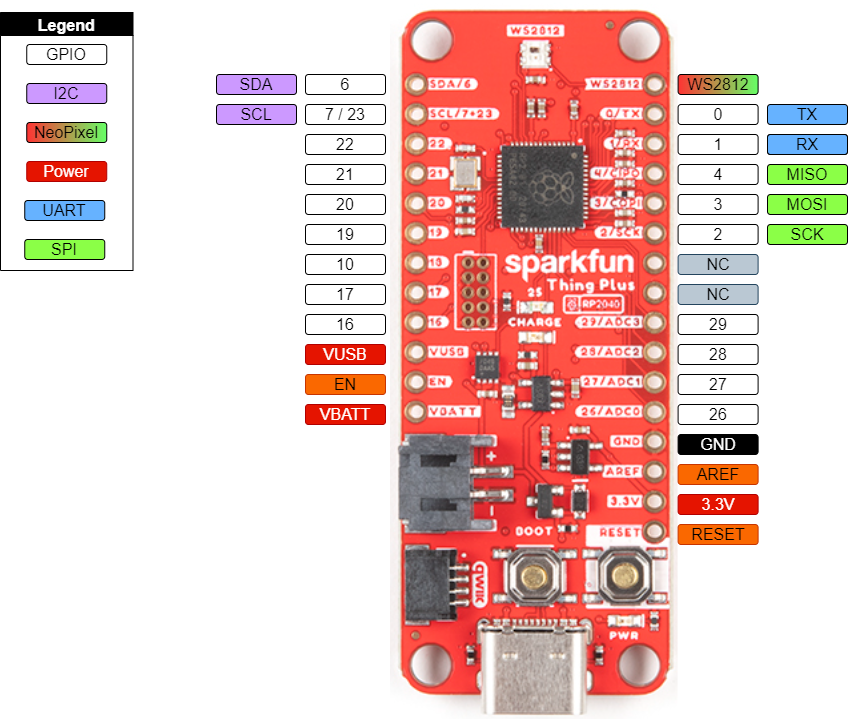 Legend
GPIO
I2C
NeoPixel
Power
UART
SPI
SDA 6
SCL 7 / 23
22
21
20
19
10
17
16
VUSB
EN
VBATT
WS2812
SDA/6
SCL/7+23
22
21
20
19
18
17
16
VUSB
EN
VBATT
WS2812
0/TX
1/RX
4/CIPO
3/COPI
2/SCK
sparkfun
Thing Plus
RP2040
25
CHARGE
29/ADC3
28/ADC2
27/ADC1
26/ADC0
GND
AREF
3.3V
RESET
+
-
BOOT
qwiic
PWR
WS2812
0 TX
1 RX
4 MISO
3 MOSI
2 SCK
NC
NC
29
28
27
26
GND
AREF
3.3V
RESET